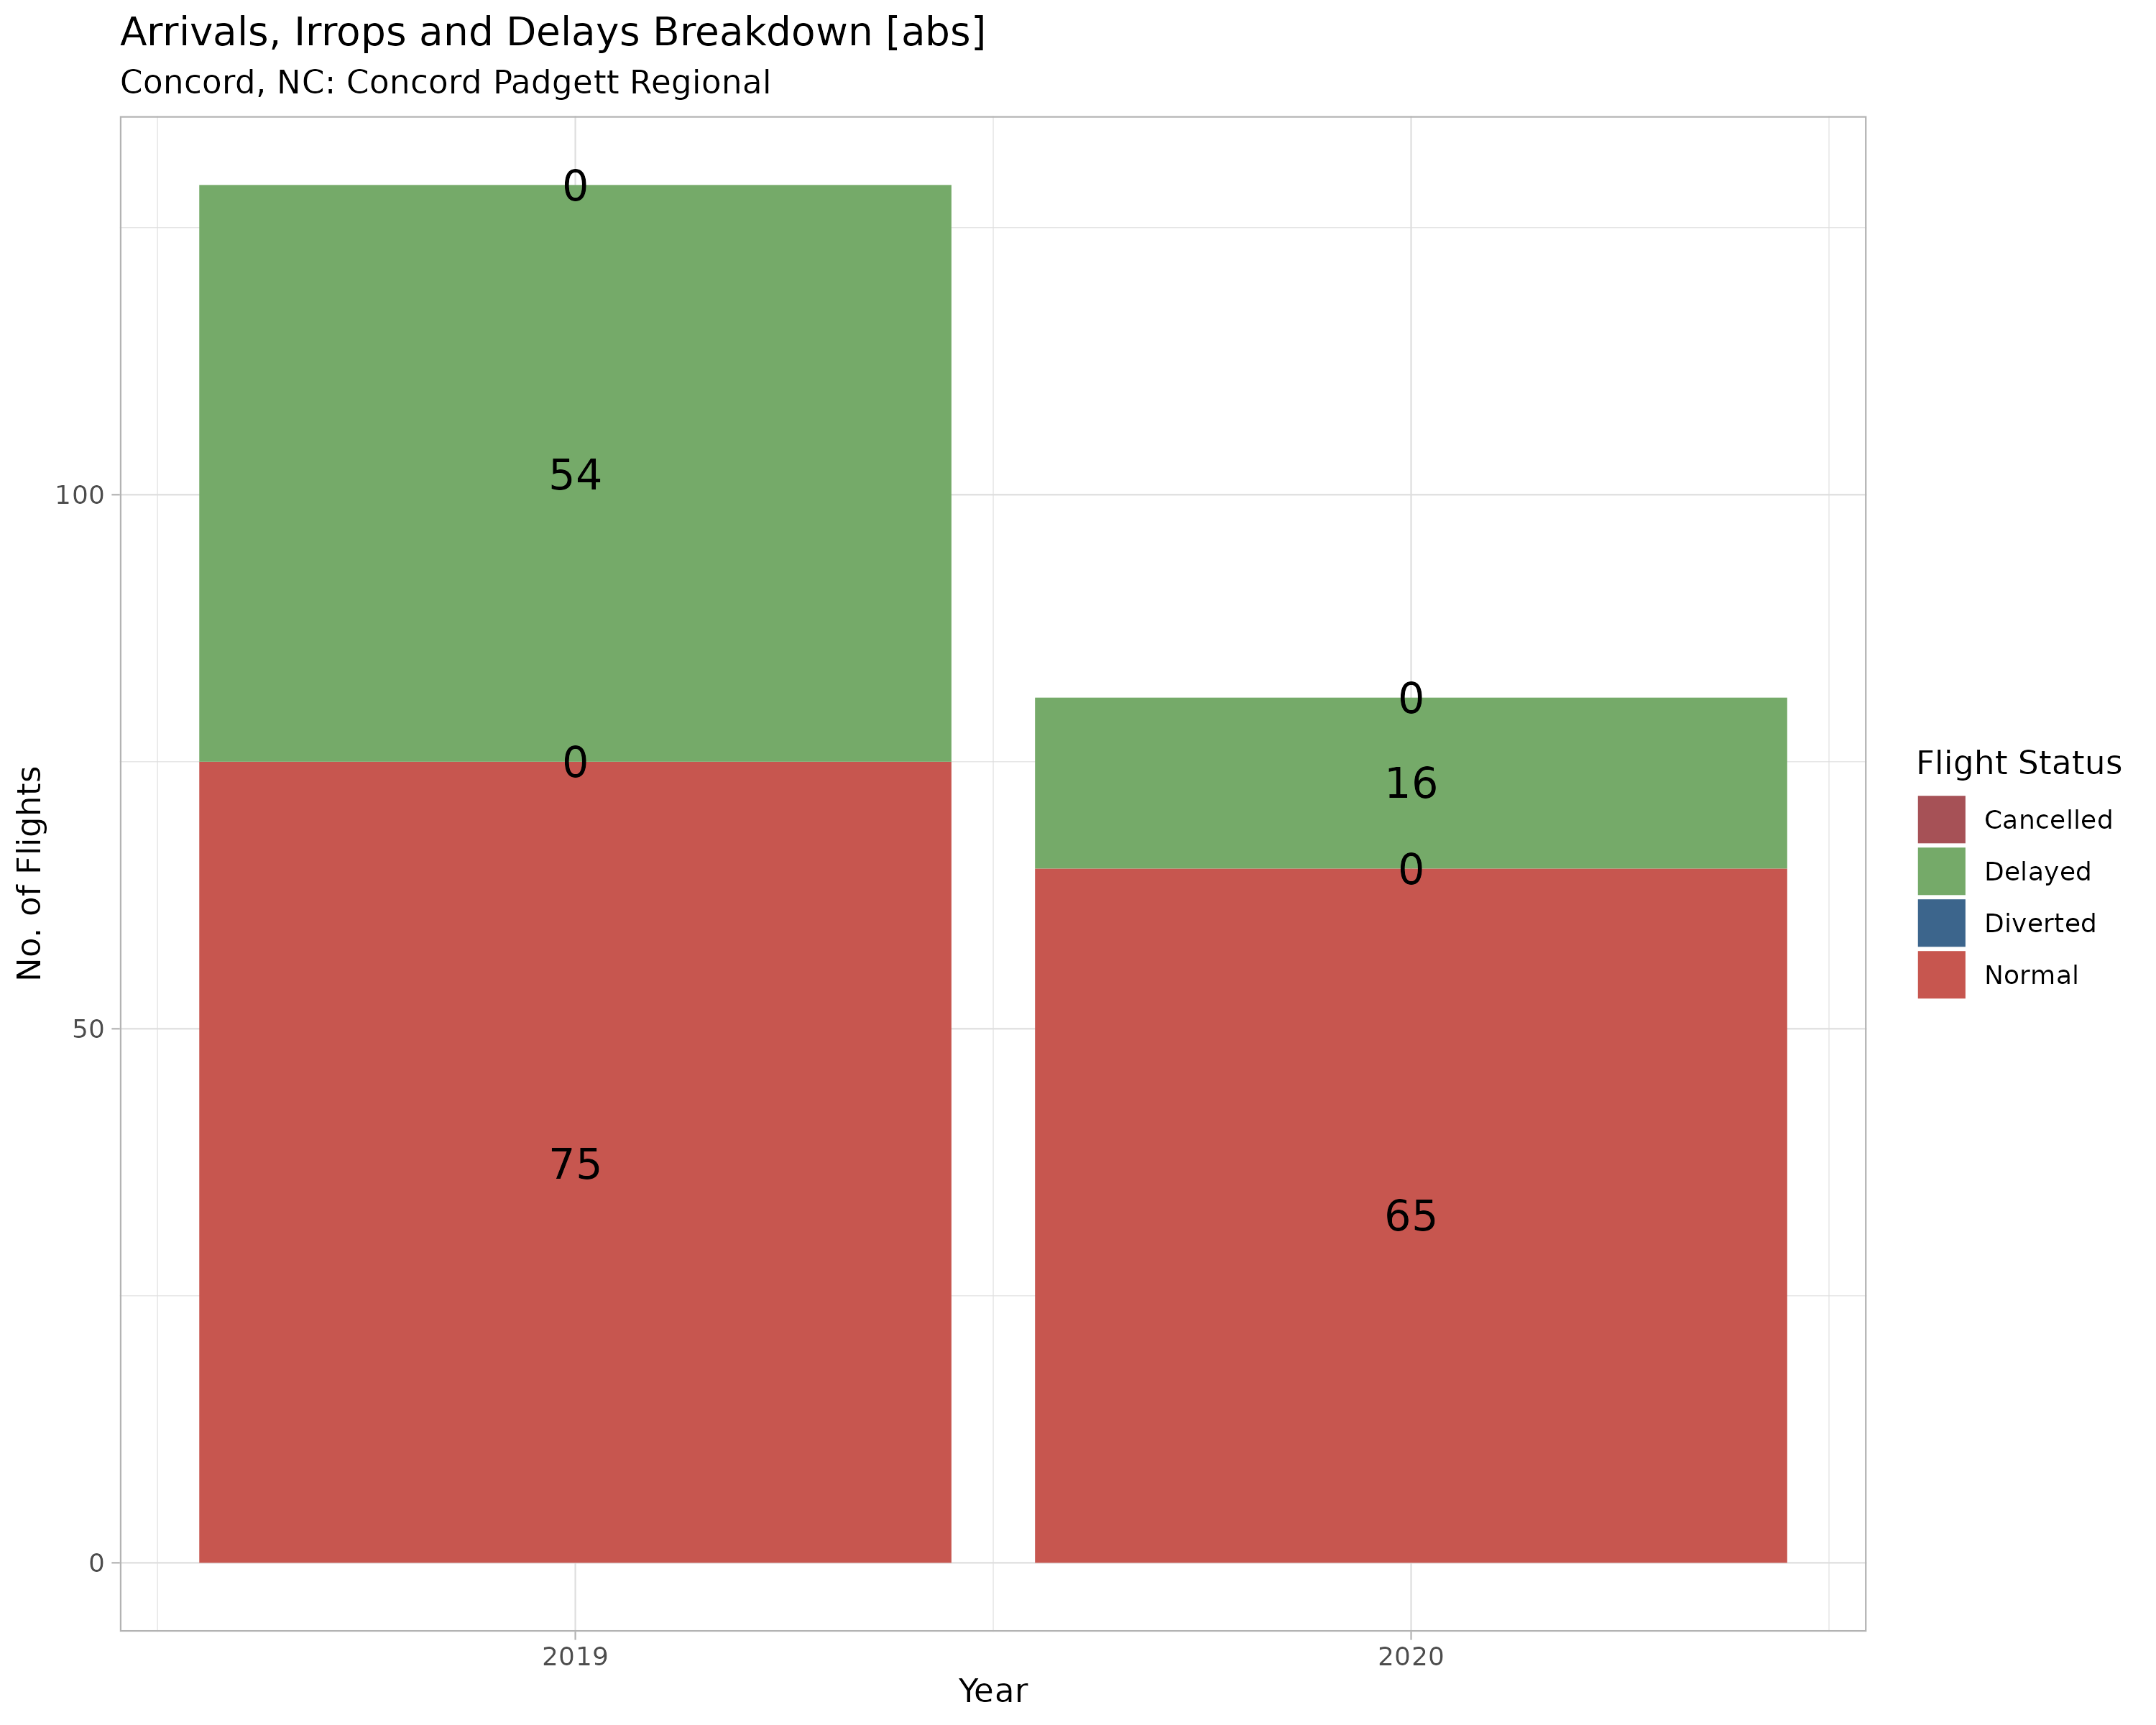 Arrivals, Irrops and Delays Breakdown [abs]
Concord, NC: Concord Padgett Regional
No. of Flights
100
50
0
0
54
0
75
0
16
0
65
2019
2020
Year
Flight Status
Cancelled
Delayed
Diverted
Normal